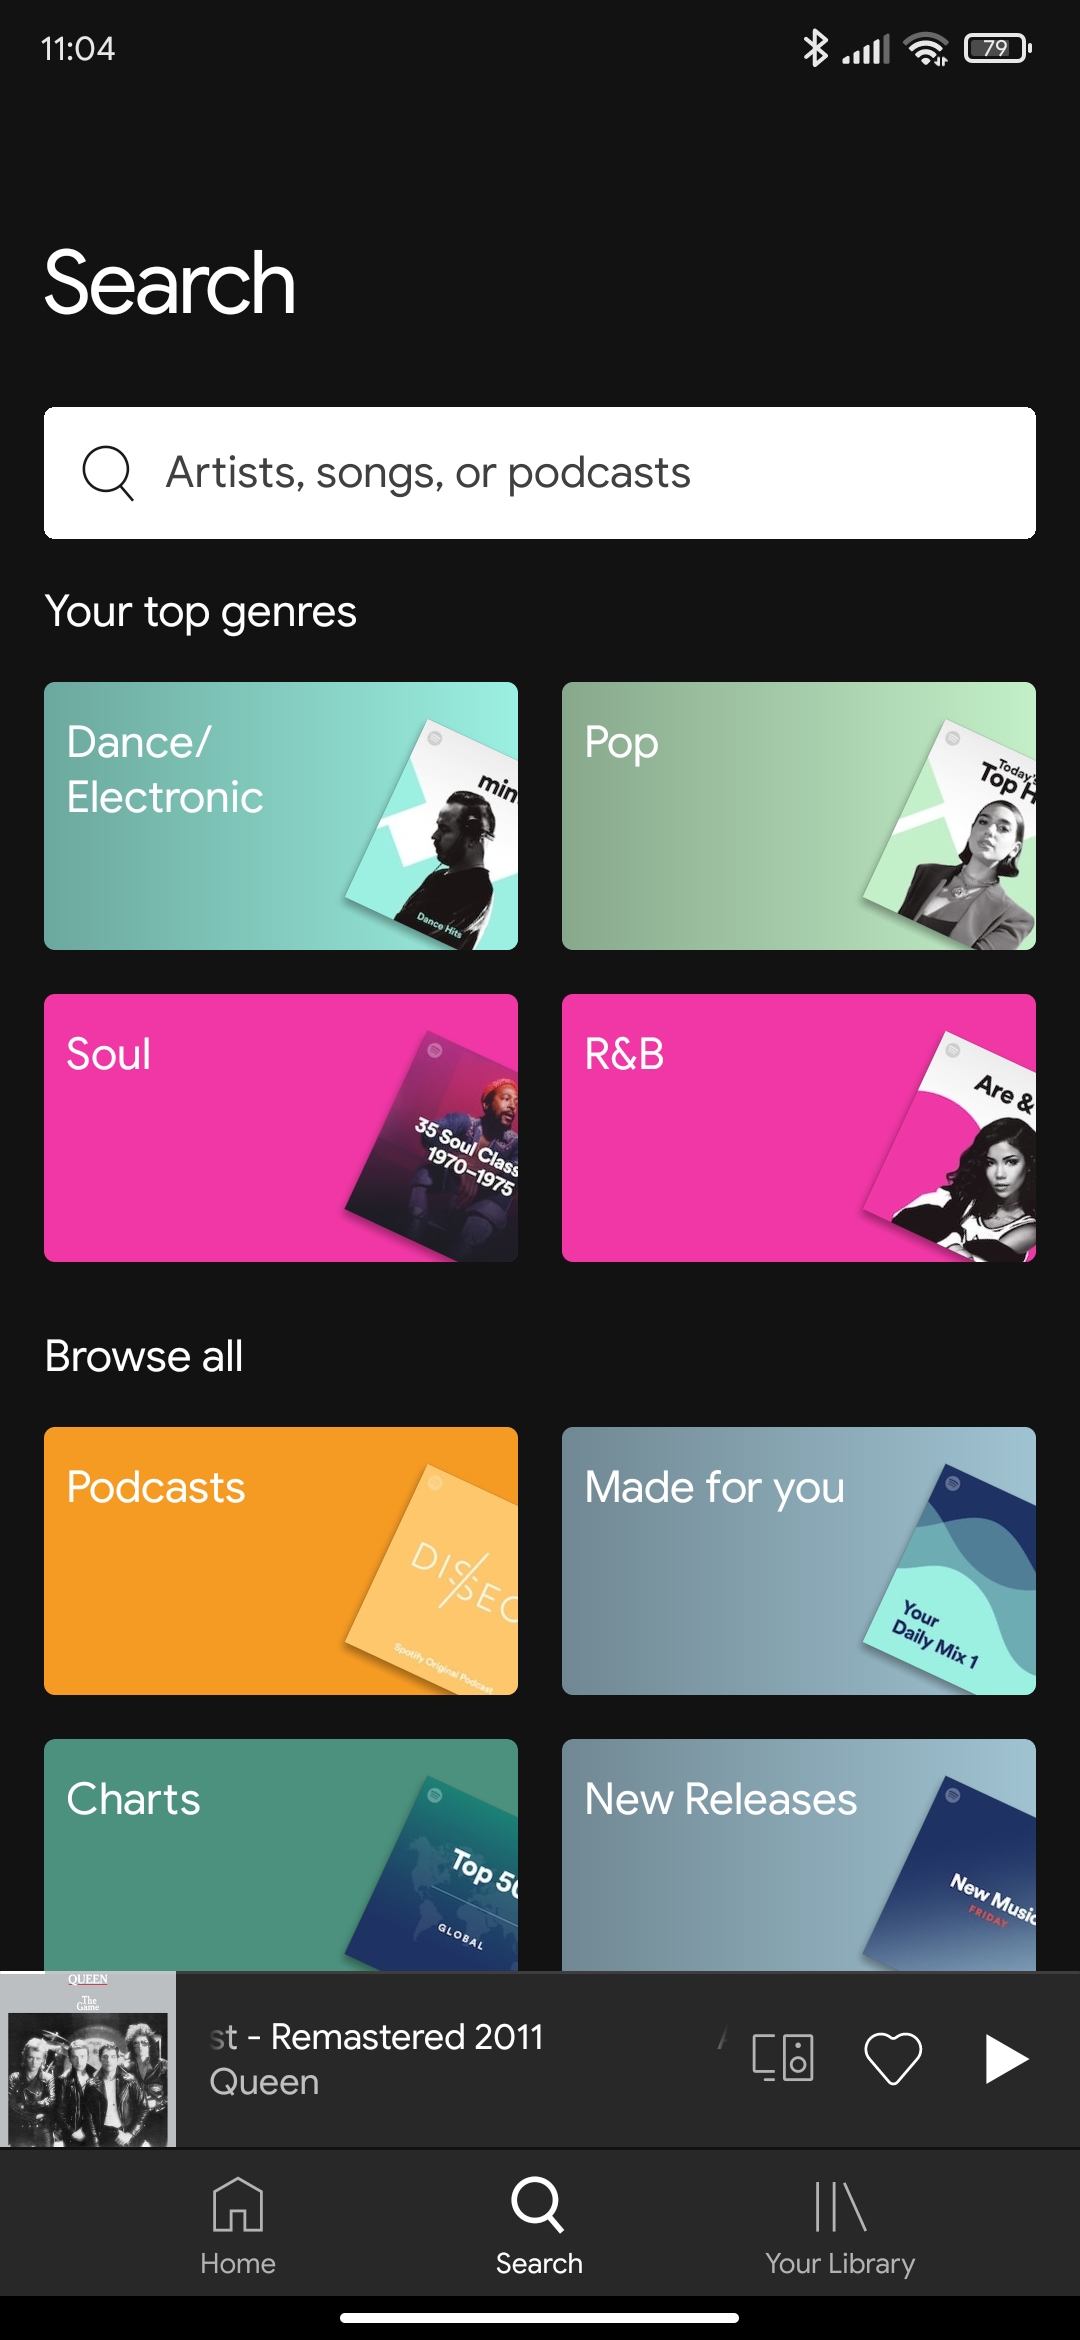 11:04
79
Search
Artists, songs, or podcasts
Your top genres
Dance/
Electronic
min
Dance Hits
Pop
Today's
Top H
Soul
35 Soul Class
1970–1975
R&B
Are &
Browse all
Podcasts
DISSEC
Spotify Original Podcast
Made for you
Your
Daily Mix 1
Charts
Top 50
GLOBAL
New Releases
New Music
FRIDAY
QUEEN
The
Game
st - Remastered 2011
A
Queen
Home
Search
Your Library